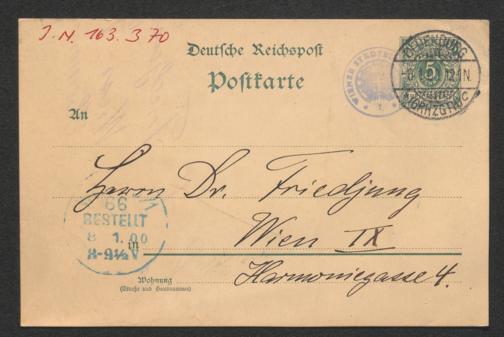 J.N. 163.370
Deutsche Reichspost
Postkarte
5
An
Herrn Dr. Friedjung
Wien IX
in
Harmoniegasse 4.
66
BESTELLT
8 1. 00
8-9½V
Wohnung
(Straße und Hausnummer)